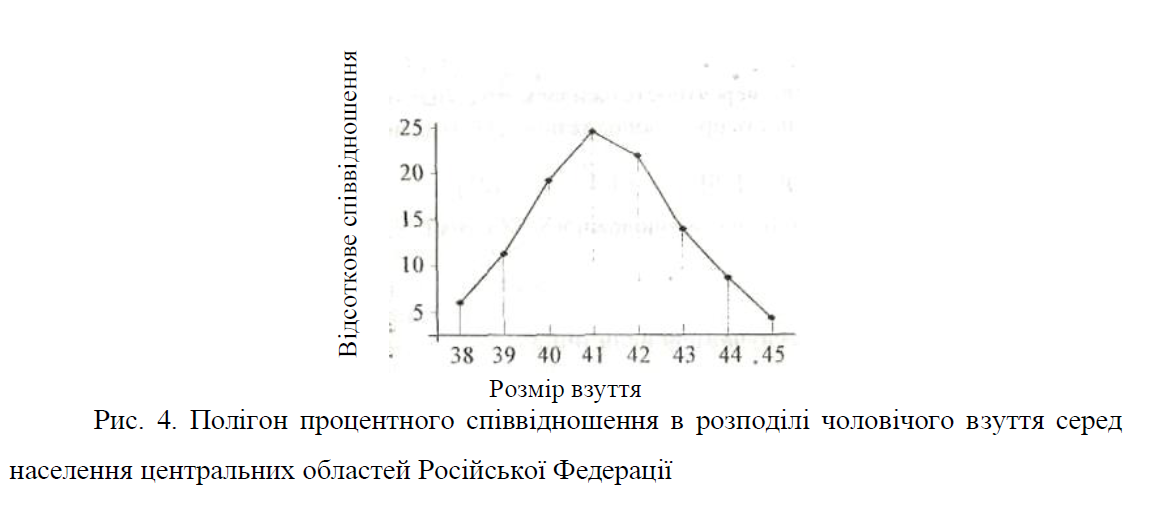 Відсоткове співвідношення
25
20
15
10
5
38 39 40 41 42 43 44 45
Розмір взуття
Рис. 4. Полігон процентного співвідношення в розподілі чоловічого взуття серед
населення центральних областей Російської Федерації